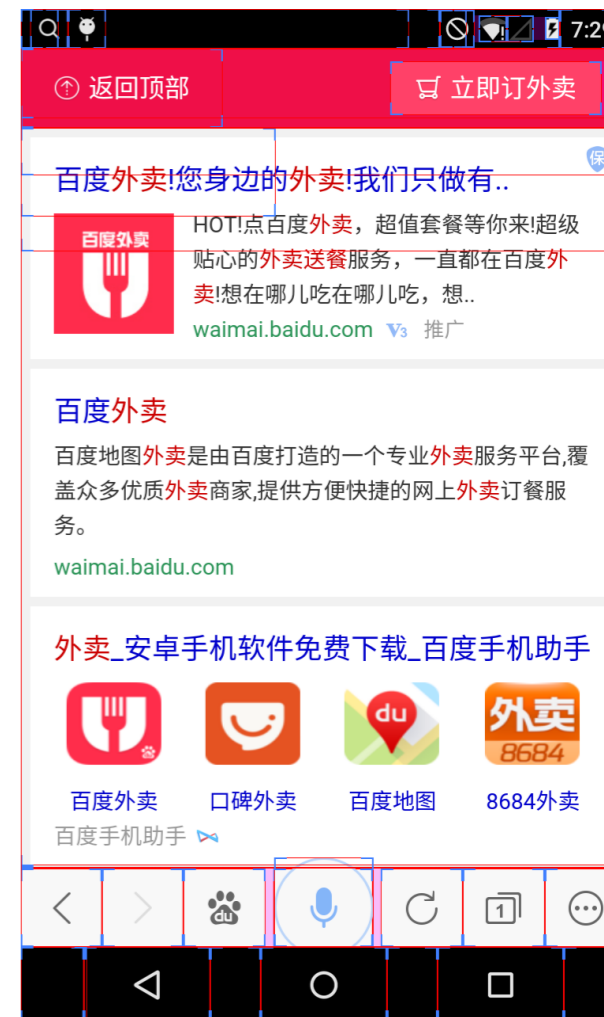 7:29
返回顶部
立即订外卖
保
百度外卖!您身边的外卖!我们只做有..
百度外卖
HOT!点百度外卖，超值套餐等你来!超级
贴心的外卖送餐服务，一直都在百度外
卖!想在哪儿吃在哪儿吃，想..
waimai.baidu.com V3 推广
百度外卖
百度地图外卖是由百度打造的一个专业外卖服务平台,覆
盖众多优质外卖商家,提供方便快捷的网上外卖订餐服
务。
waimai.baidu.com
外卖_安卓手机软件免费下载_百度手机助手
du
外卖
8684
百度外卖 口碑外卖 百度地图 8684外卖
百度手机助手
du
1